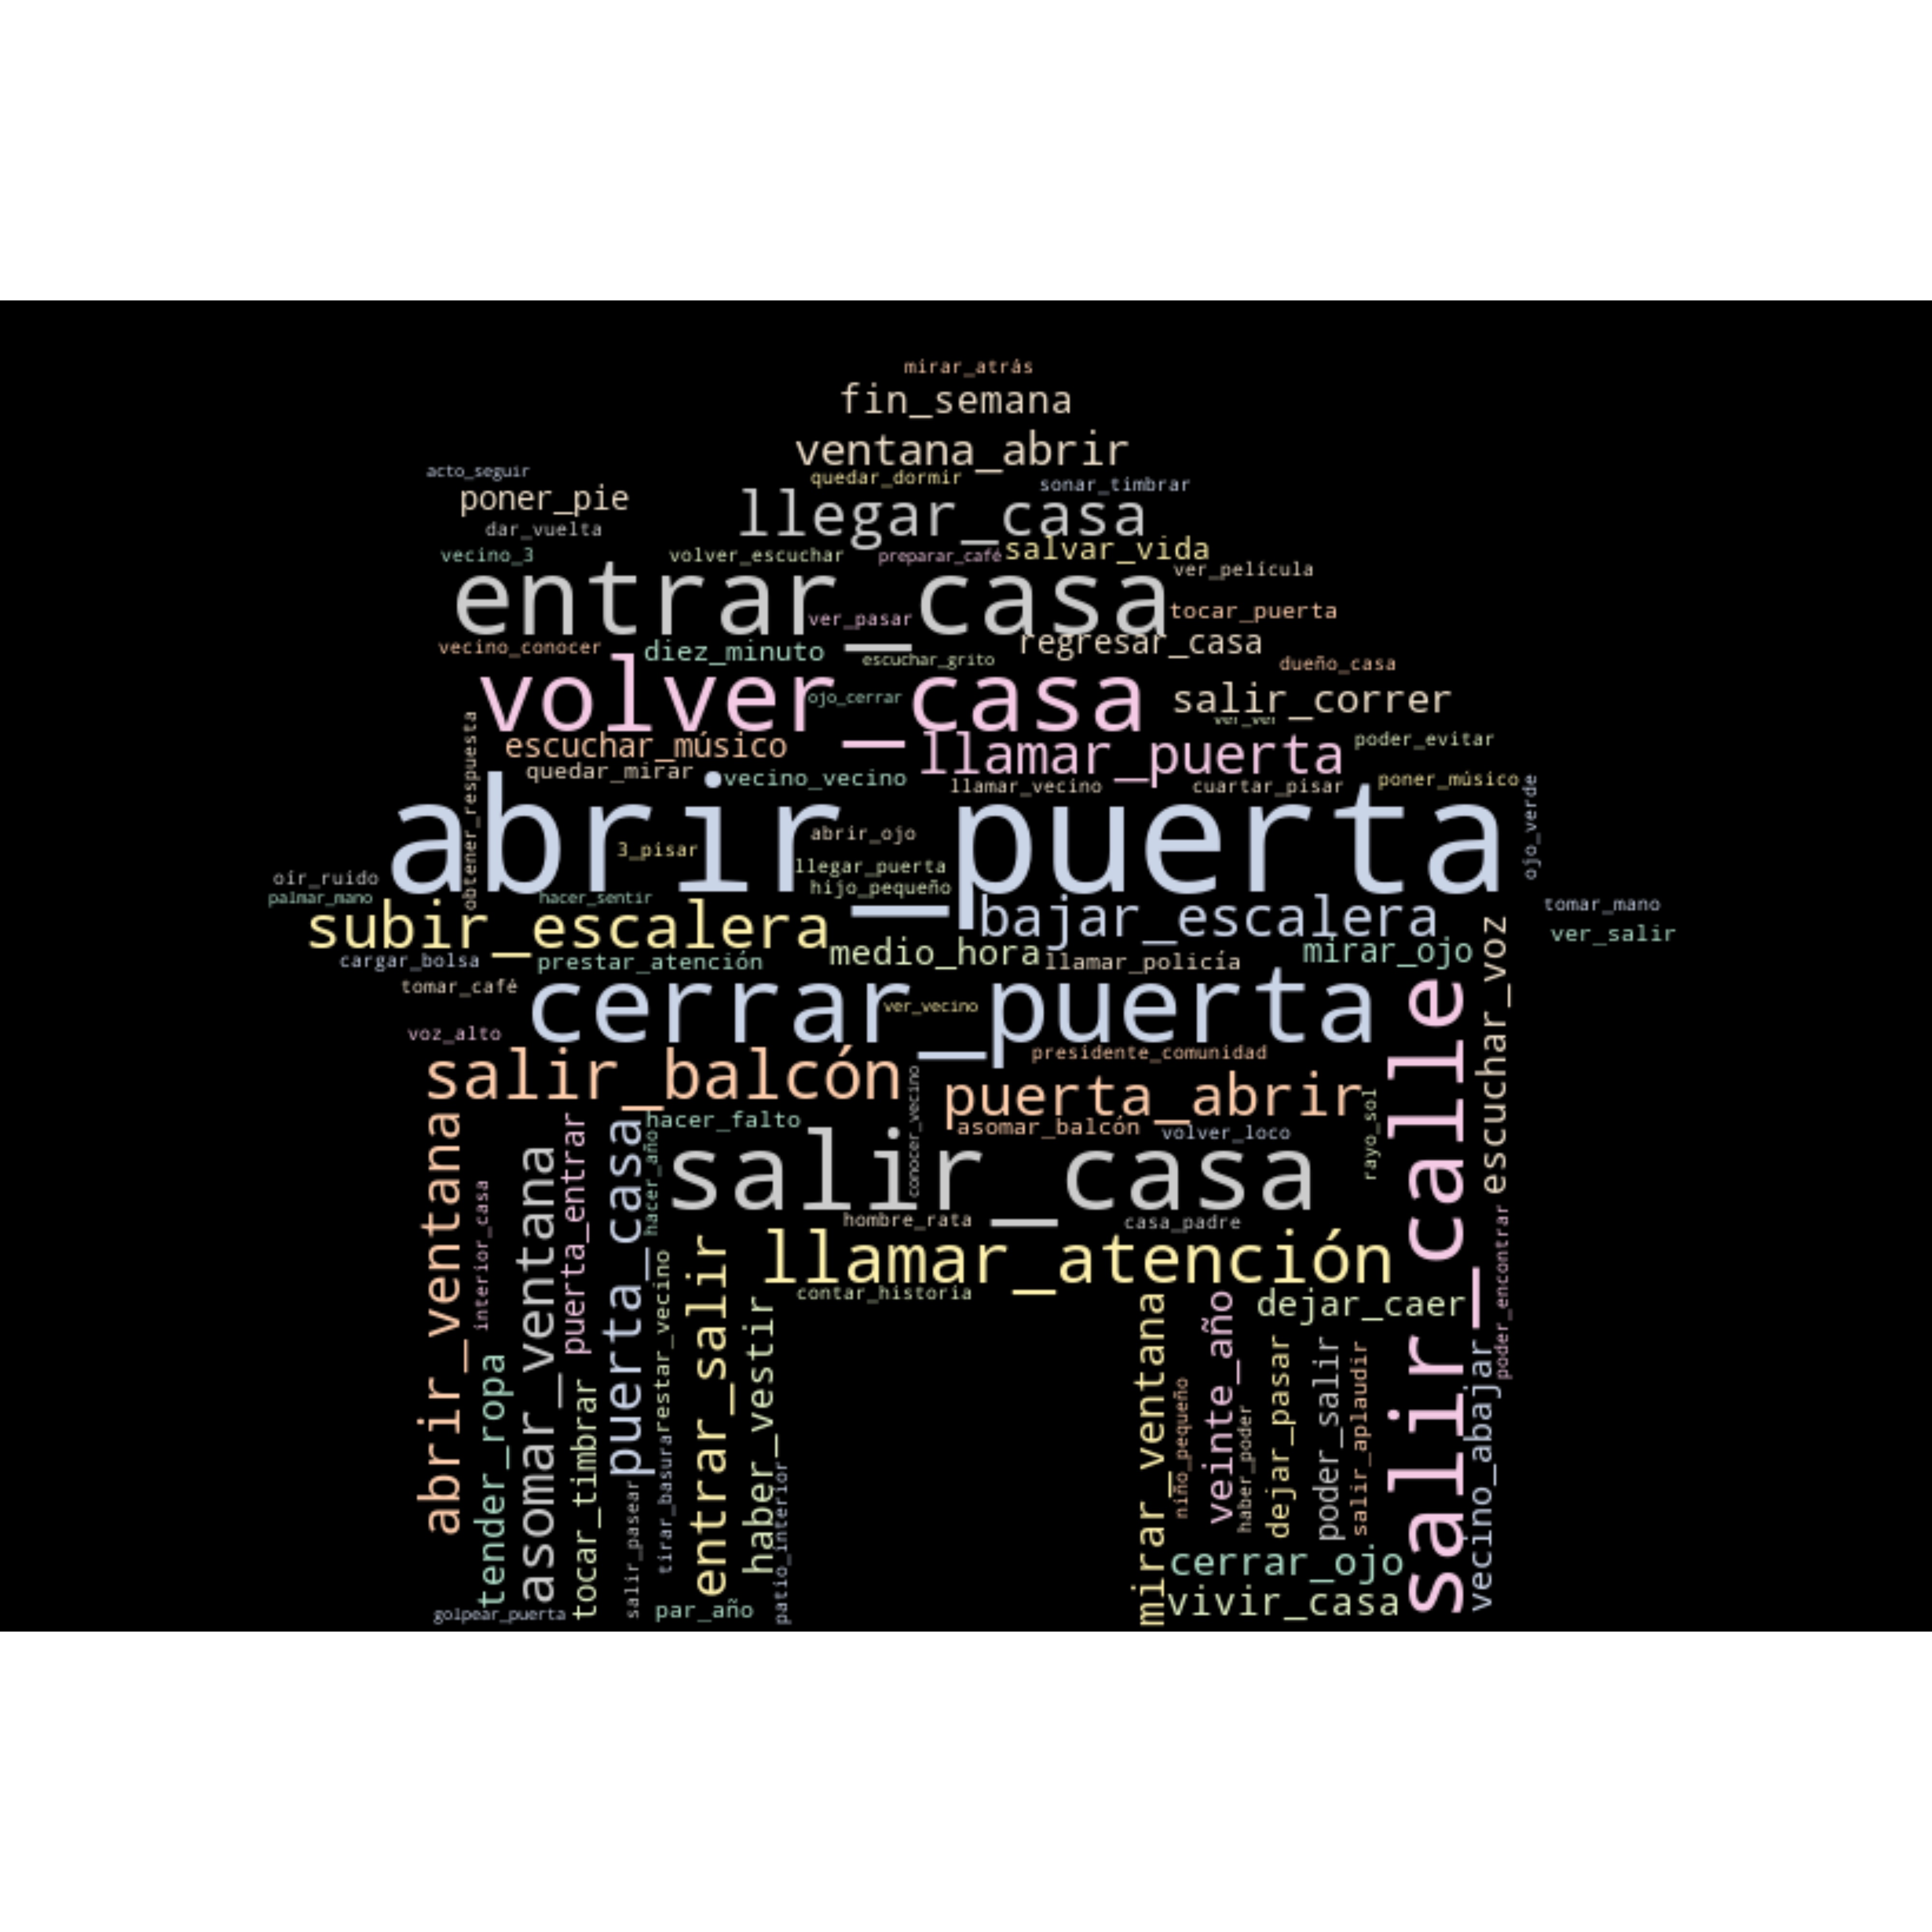 mirar_atrás
fin_semana
ventana_abrir
acto_seguir
quedar_dormir
sonar_timbrar
poner_pie
llegar_casa
dar_vuelta
vecino_3
volver_escuchar
preparar_café
salvar_vida
ver_película
entrar_casa
ver_pasar
tocar_puerta
vecino_conocer
diez_minuto
regresar_casa
escuchar_grito
dueño_casa
volver_casa
ojo_cerrar
salir_correr
ver_ver
obtener_respuesta
escuchar_músico
llamar_puerta
poder_evitar
quedar_mirar
vecino_vecino
llamar_vecino
cuartar_pisar
poner_músico
abrir_puerta
abrir_ojo
3_pisar
llegar_puerta
hijo_pequeño
ojo_verde
oír_ruido
palmar_mano
hacer_sentir
tomar_mano
subir_escalera
bajar_escalera
ver_salir
cargar_bolsa
prestar_atención
medio_hora
llamar_policía
mirar_ojo
escuchar_voz
tomar_café
cerrar_puerta
ver_vecino
voz_alto
presidente_comunidad
salir_balcón
puerta_abrir
conocer_vecino
rayo_sol
hacer_falto
asomar_balcón
volver_loco
salir_casa
hombre_rata
casa_padre
llamar_atención
contar_historia
abrir_ventana
interior_casa
tender_ropa
asomar_ventana
puerta_entrar
tocar_timbrar
puerta_casa
hacer_año
restar_vecino
salir_pasear
tirar_basura
entrar_salir
haber_vestir
patio_interior
golpear_puerta
par_año
dejar_caer
mirar_ventana
niño_pequeño
veinte_año
haber_poder
dejar_pasar
poder_salir
salir_aplaudir
salir_calle
poder_encontrar
vecino_abajar
cerrar_ojo
vivir_casa